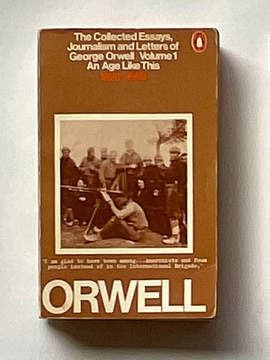 The Collected Essays,
Journalism and Letters of
George Orwell Volume 1
An Age Like This
1920-1940
'I am glad to have been among...Anarchists and Poum
people instead of in the International Brigade.'
ORWELL